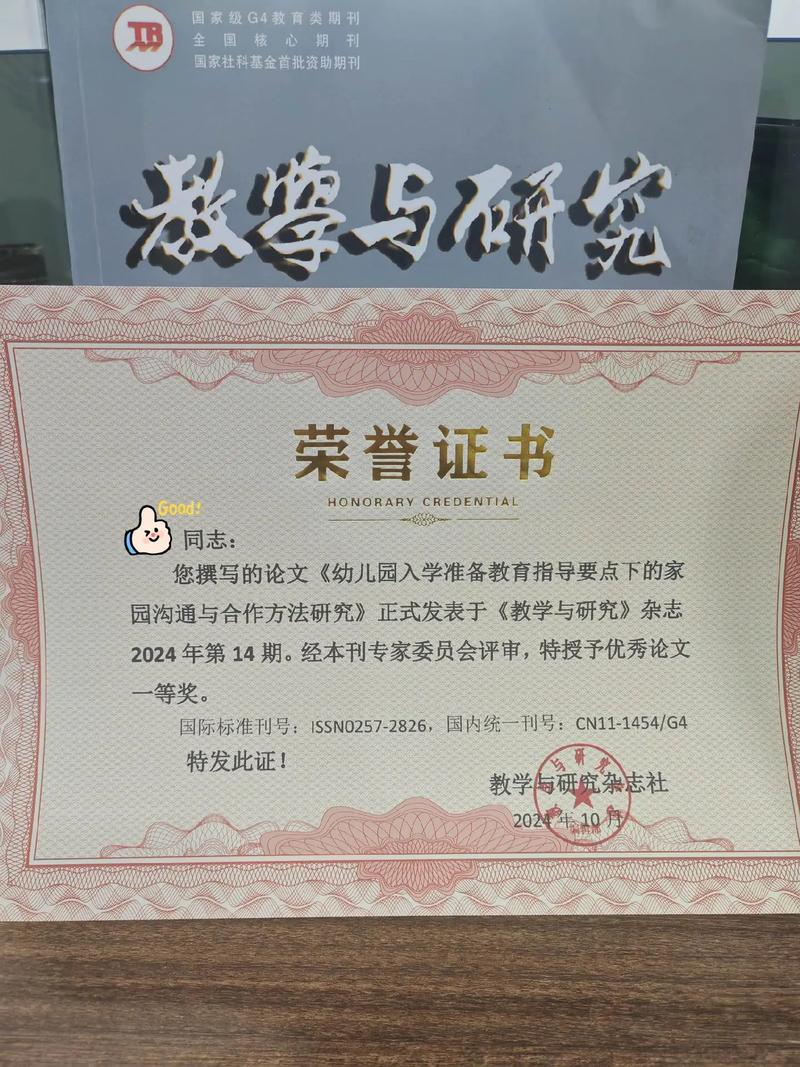 TB
国家级G4教育类期刊
全国核心期刊
国家社科基金首批资助期刊
教学与研究
荣誉证书
HONORARY CREDENTIAL
Good!
同志：
您撰写的论文《幼儿园入学准备教育指导要点下的家
园沟通与合作方法研究》正式发表于《教学与研究》杂志
2024年第14期。经本刊专家委员会评审，特授予优秀论文
一等奖。
国际标准刊号：ISSN0257-2826，国内统一刊号：CN11-1454/G4
特发此证！
教学与研究杂志社
2024年10月